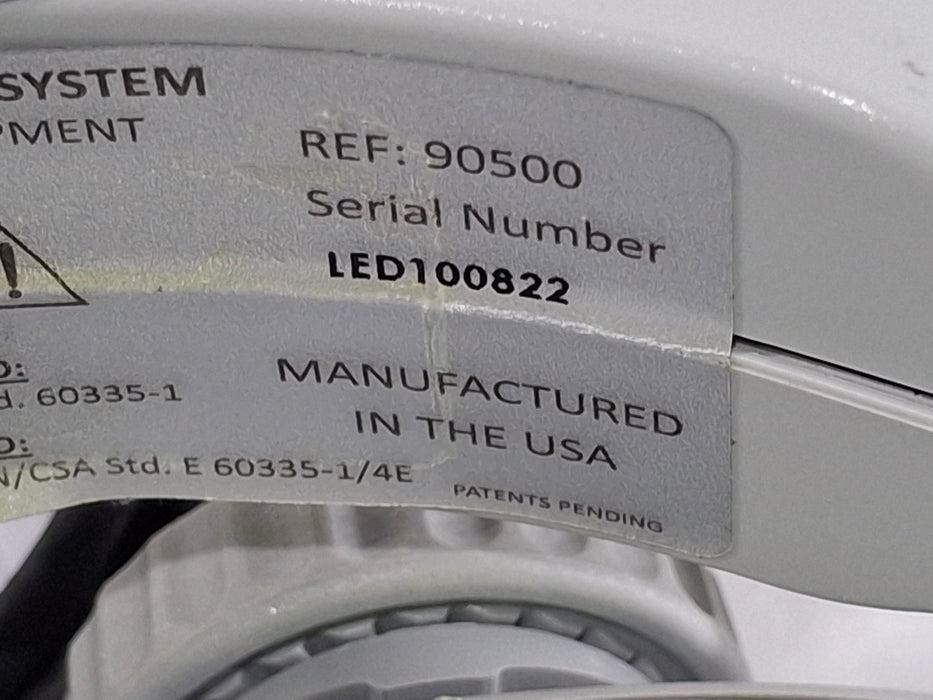 SYSTEM
PMENT
REF: 90500
Serial Number
LED100822
!
MANUFACTURED
IN THE USA
D:
d. 60335-1
D:
N/CSA Std. E 60335-1/4E
PATENTS PENDING